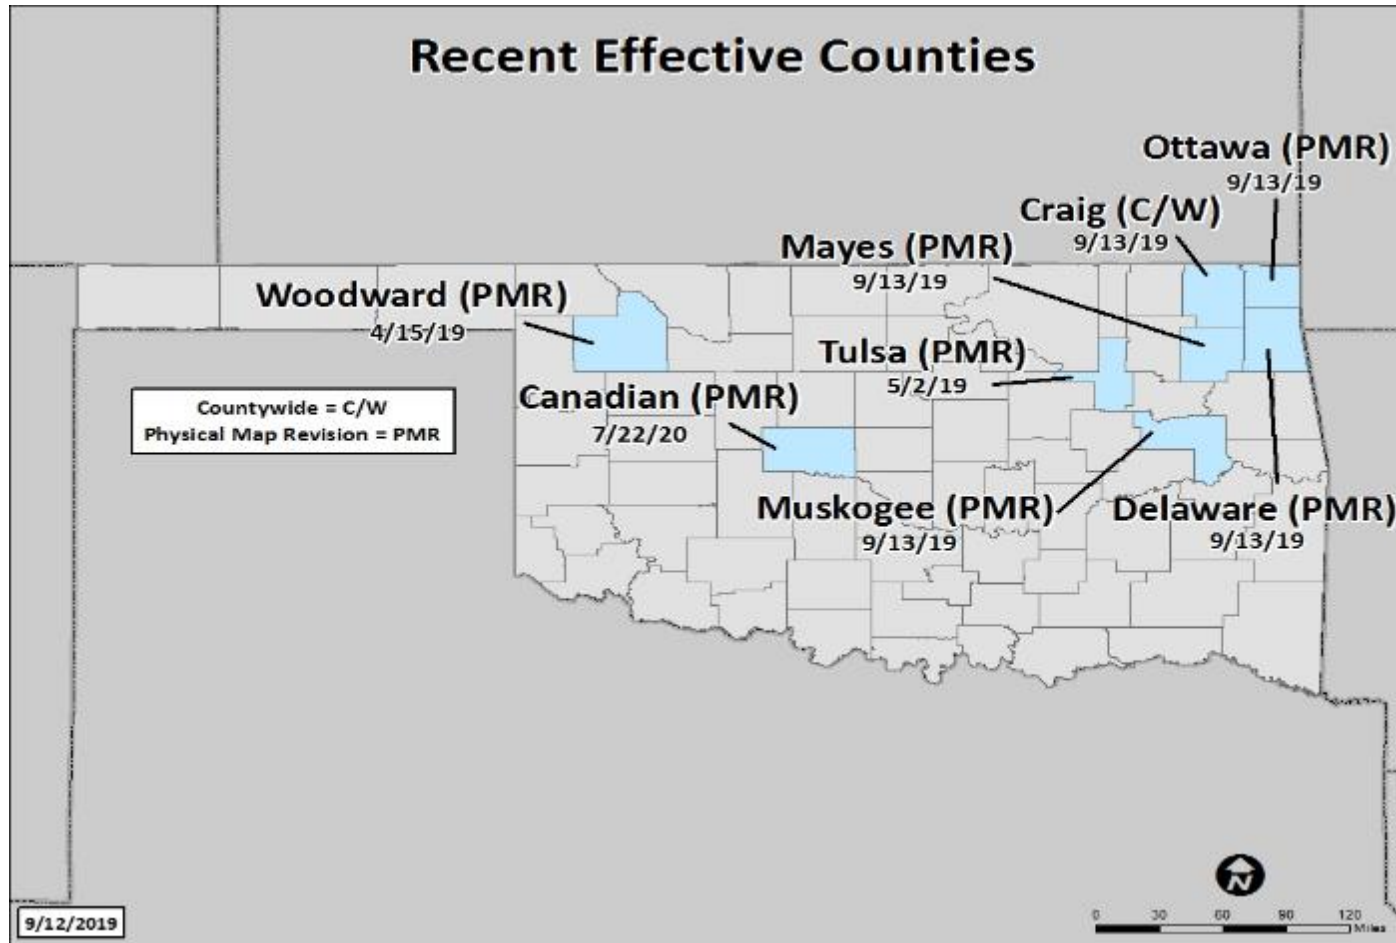 Recent Effective Counties
Ottawa (PMR)
9/13/19
Craig (C/W)
9/13/19
Mayes (PMR)
9/13/19
Woodward (PMR)
4/15/19
Tulsa (PMR)
5/2/19
Canadian (PMR)
7/22/20
Countywide = C/W
Physical Map Revision = PMR
Muskogee (PMR)
9/13/19
Delaware (PMR)
9/13/19
N
9/12/2019
0 30 60 90 120
Miles